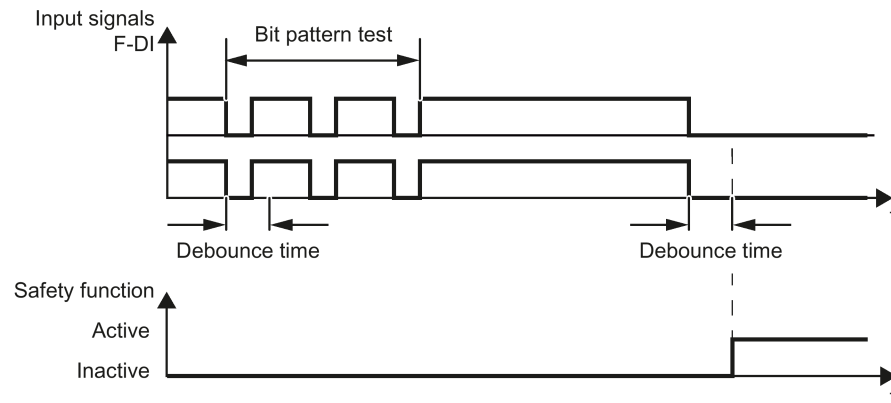 Input signals
F-DI
Bit pattern test
Debounce time
Debounce time
Safety function
Active
Inactive